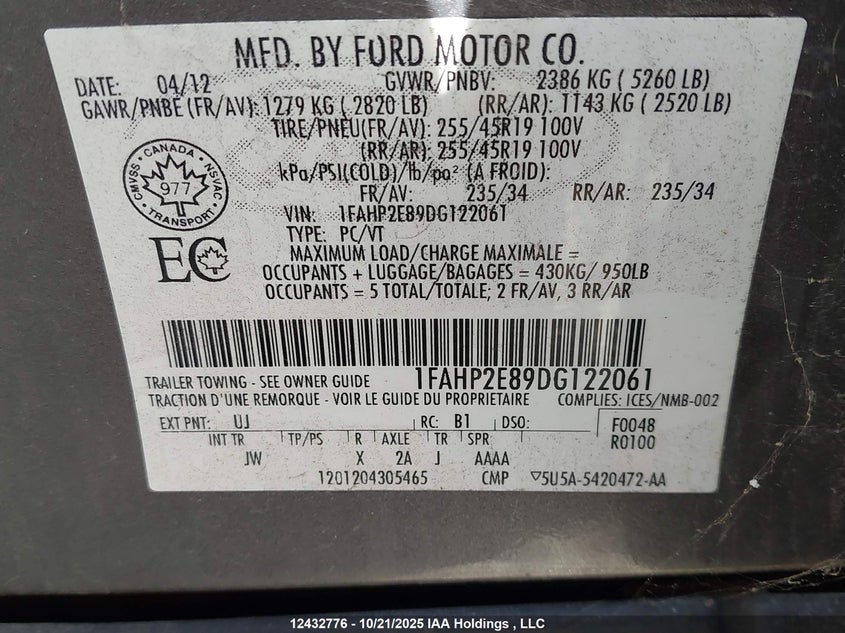 MFD. BY FORD MOTOR CO.
DATE: 04/12 GVWR/PNBV: 2386 KG ( 5260 LB)
GAWR/PNBE (FR/AV): 1279 KG ( 2820 LB) (RR/AR): 1143 KG ( 2520 LB)
TIRE/PNEU(FR/AV): 255/45R19 100V
(RR/AR): 255/45R19 100V
kPa/PSI(COLD)/lb/po² (A FROID):
FR/AV: 235/34 RR/AR: 235/34
CANADA
CMVSS NSVAC
977
TRANSPORT
VIN: 1FAHP2E89DG122061
TYPE: PC/VT
EC
MAXIMUM LOAD/CHARGE MAXIMALE =
OCCUPANTS + LUGGAGE/BAGAGES = 430KG/ 950LB
OCCUPANTS = 5 TOTAL/TOTALE; 2 FR/AV, 3 RR/AR
TRAILER TOWING - SEE OWNER GUIDE 1FAHP2E89DG122061
TRACTION D'UNE REMORQUE - VOIR LE GUIDE DU PROPRIETAIRE COMPLIES: ICES/NMB-002
EXT PNT: UJ RC: B1 DSO: F0048
INT TR TP/PS R AXLE TR SPR R0100
JW X 2A J AAAA
1201204305465 CMP ▽5U5A-5420472-AA
12432776 - 10/21/2025 IAA Holdings , LLC